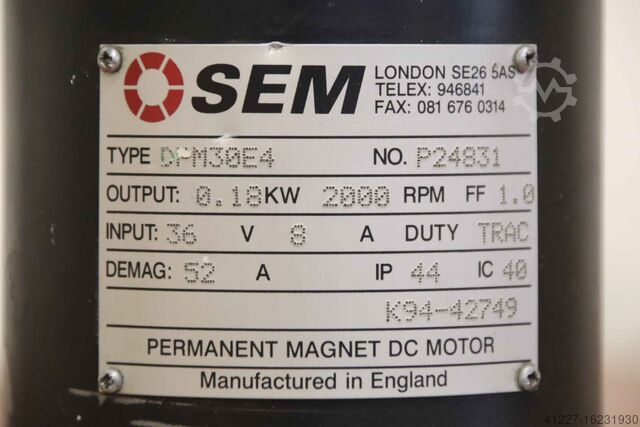 SEM
LONDON SE26 5AS
TELEX: 946841
FAX: 081 676 0314
TYPE DPM30E4 NO. P24831
OUTPUT: 0.18 KW 2000 RPM FF 1.0
INPUT: 36 V 8 A DUTY TRAC
DEMAG: 52 A IP 44 IC 40
K94-42749
PERMANENT MAGNET DC MOTOR
Manufactured in England
41227-16231930